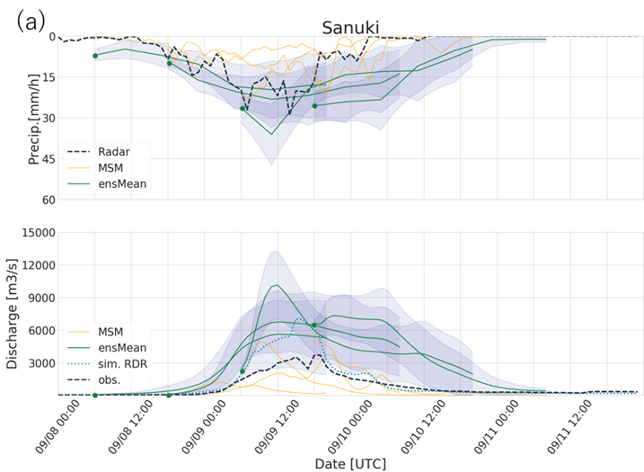 (a)
Sanuki
0
15
30
45
60
Precip.[mm/h]
Radar
MSM
ensMean
15000
12000
9000
6000
3000
Discharge [m3/s]
MSM
ensMean
sim. RDR
obs.
09/08 00:00
09/08 12:00
09/09 00:00
09/09 12:00
09/10 00:00
09/10 12:00
09/11 00:00
09/11 12:00
Date [UTC]